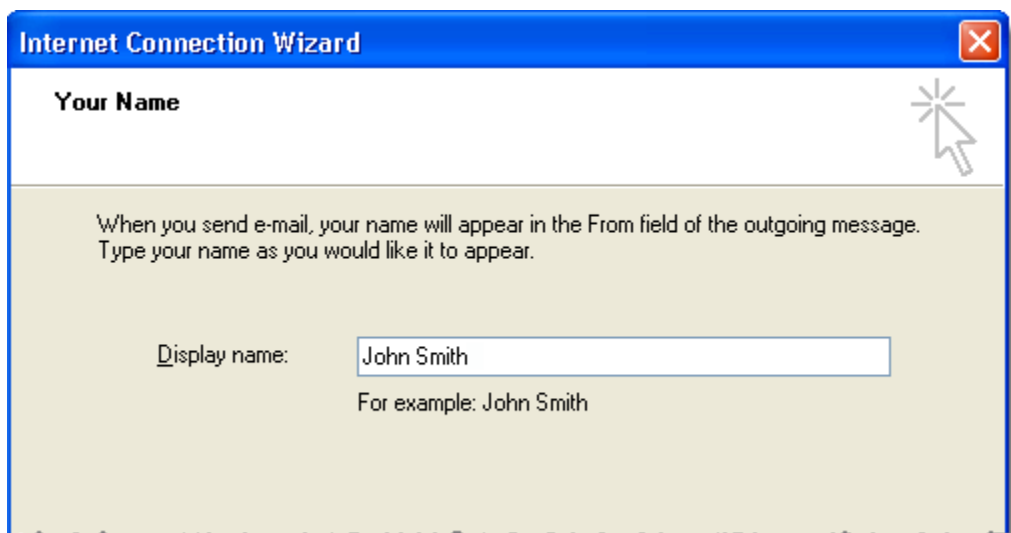 Internet Connection Wizard
Your Name
When you send e-mail, your name will appear in the From field of the outgoing message.
Type your name as you would like it to appear.
Display name: John Smith
For example: John Smith